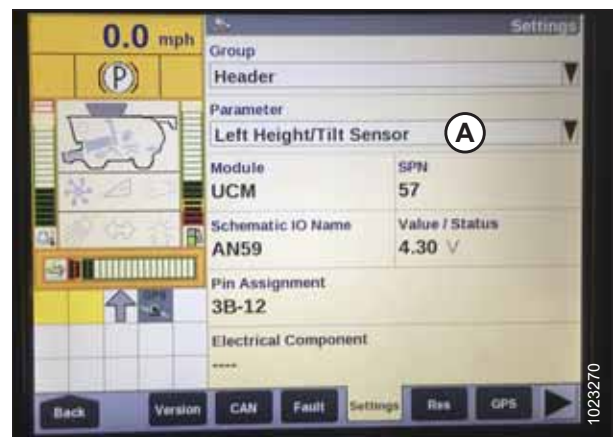 0.0 mph
(P)
Settings
Group
Header
Parameter
Left Height/Tilt Sensor
A
Module
UCM
SPN
57
Schematic IO Name
AN59
Value / Status
4.30 V
Pin Assignment
3B-12
Electrical Component
----
Back
Version
CAN
Fault
Settings
Res
GPS
1023270